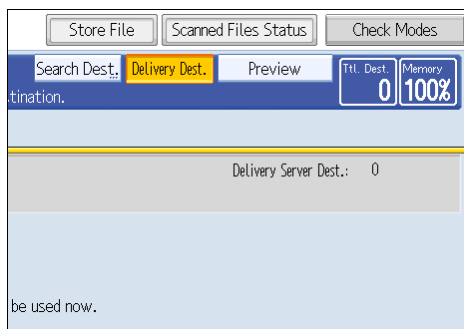 Store File Scanned Files Status Check Modes
Search Dest. Delivery Dest. Preview Ttl. Dest. 0 Memory 100%
tination.
Delivery Server Dest.: 0
be used now.